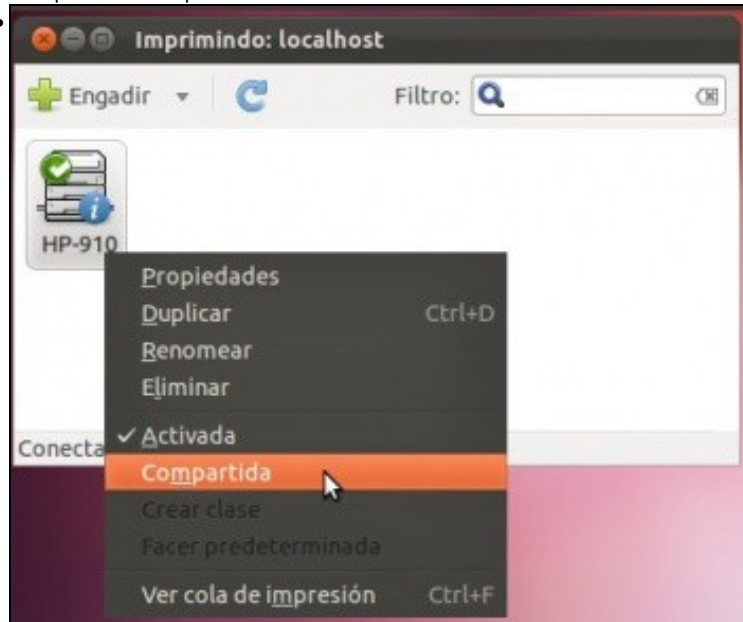 Imprimindo: localhost
Engadir
Filtro:
HP-910
Propiedades
Duplicar Ctrl+D
Renomear
Eliminar
Activada
Conecta
Compartida
Crear clase
Facer predeterminada
Ver cola de impresión Ctrl+F